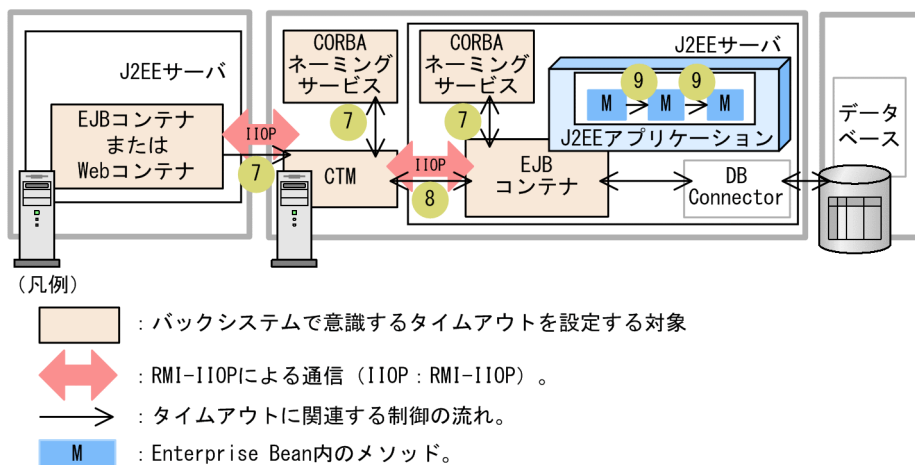 J2EEサーバ
EJBコンテナ
または
Webコンテナ
IIOP
7
CORBA
ネーミング
サービス
7
CTM
IIOP
8
CORBA
ネーミング
サービス
7
EJB
コンテナ
J2EEサーバ
9
9
M
M
M
J2EEアプリケーション
DB
Connector
データ
ベース
(凡例)
：バックシステムで意識するタイムアウトを設定する対象
：RMI-IIOPによる通信（IIOP：RMI-IIOP）。
：タイムアウトに関連する制御の流れ。
M
：Enterprise Bean内のメソッド。